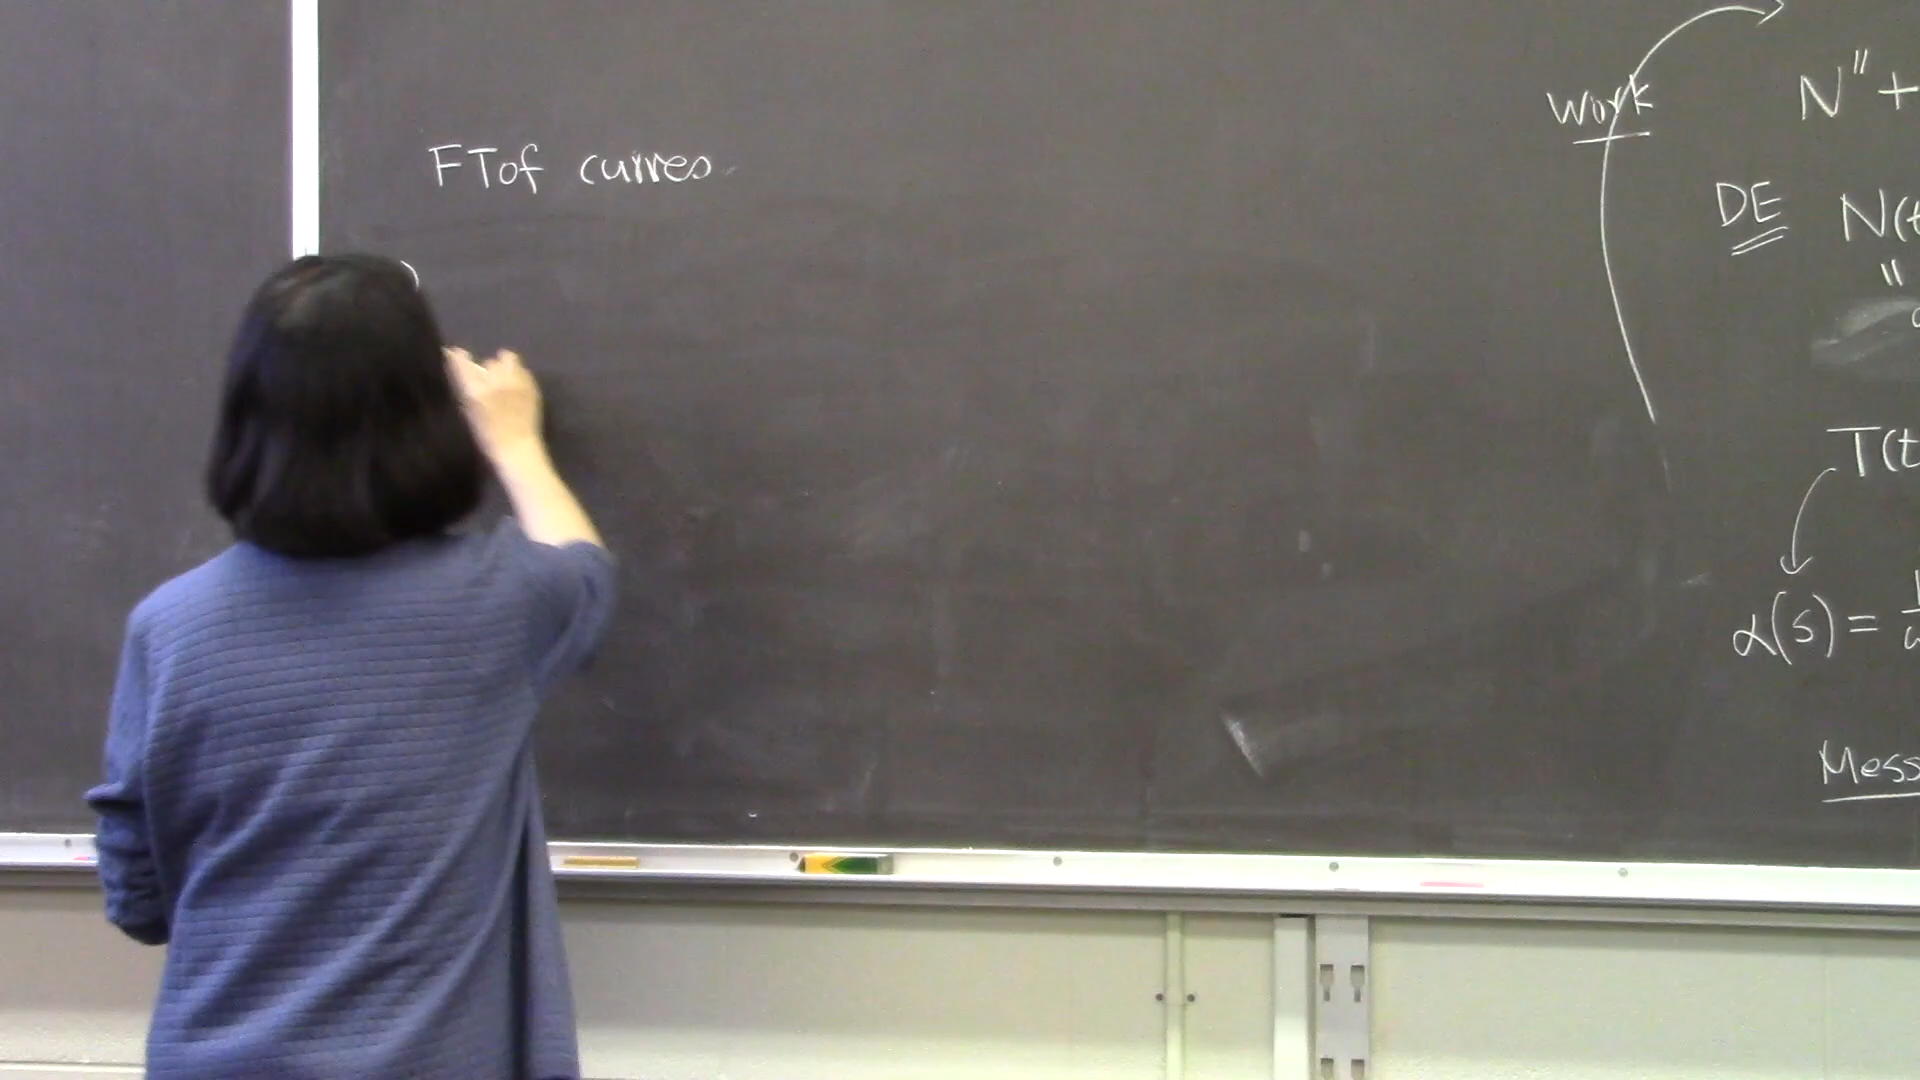 FT of curves
Work
N" +
DE N(t
"
T(t
α(s) =
Mess